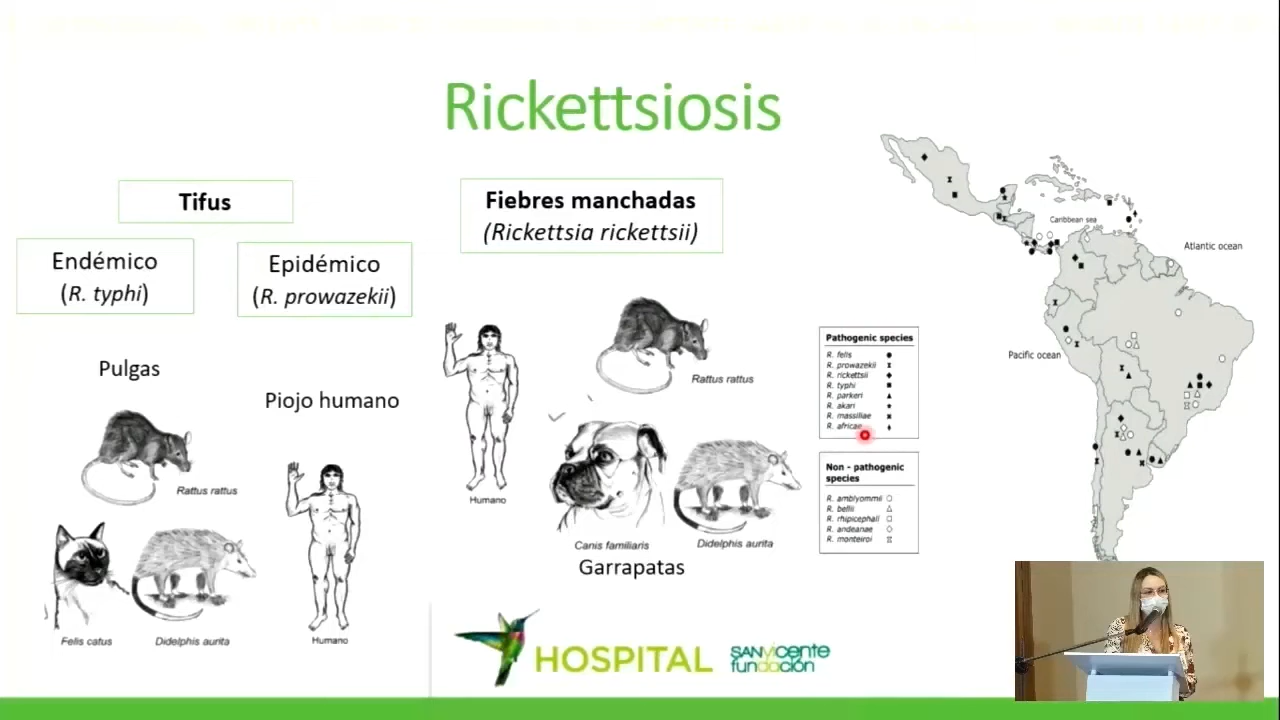 Rickettsiosis
Tifus
Endémico
(R. typhi)
Epidémico
(R. prowazekii)
Fiebres manchadas
(Rickettsia rickettsii)
Pulgas
Rattus rattus
Felis catus
Didelphis aurita
Piojo humano
Humano
Humano
Rattus rattus
Canis familiaris
Didelphis aurita
Garrapatas
Pathogenic species
R. felis
R. prowazekii
R. rickettsii
R. typhi
R. parkeri
R. akari
R. massiliae
R. africae
Non - pathogenic
species
R. amblyommii
R. bellii
R. rhipicephali
R. andeanae
R. monteiroi
Caribbean sea
Atlantic ocean
Pacific ocean
HOSPITAL
SANVICENTE
fundación